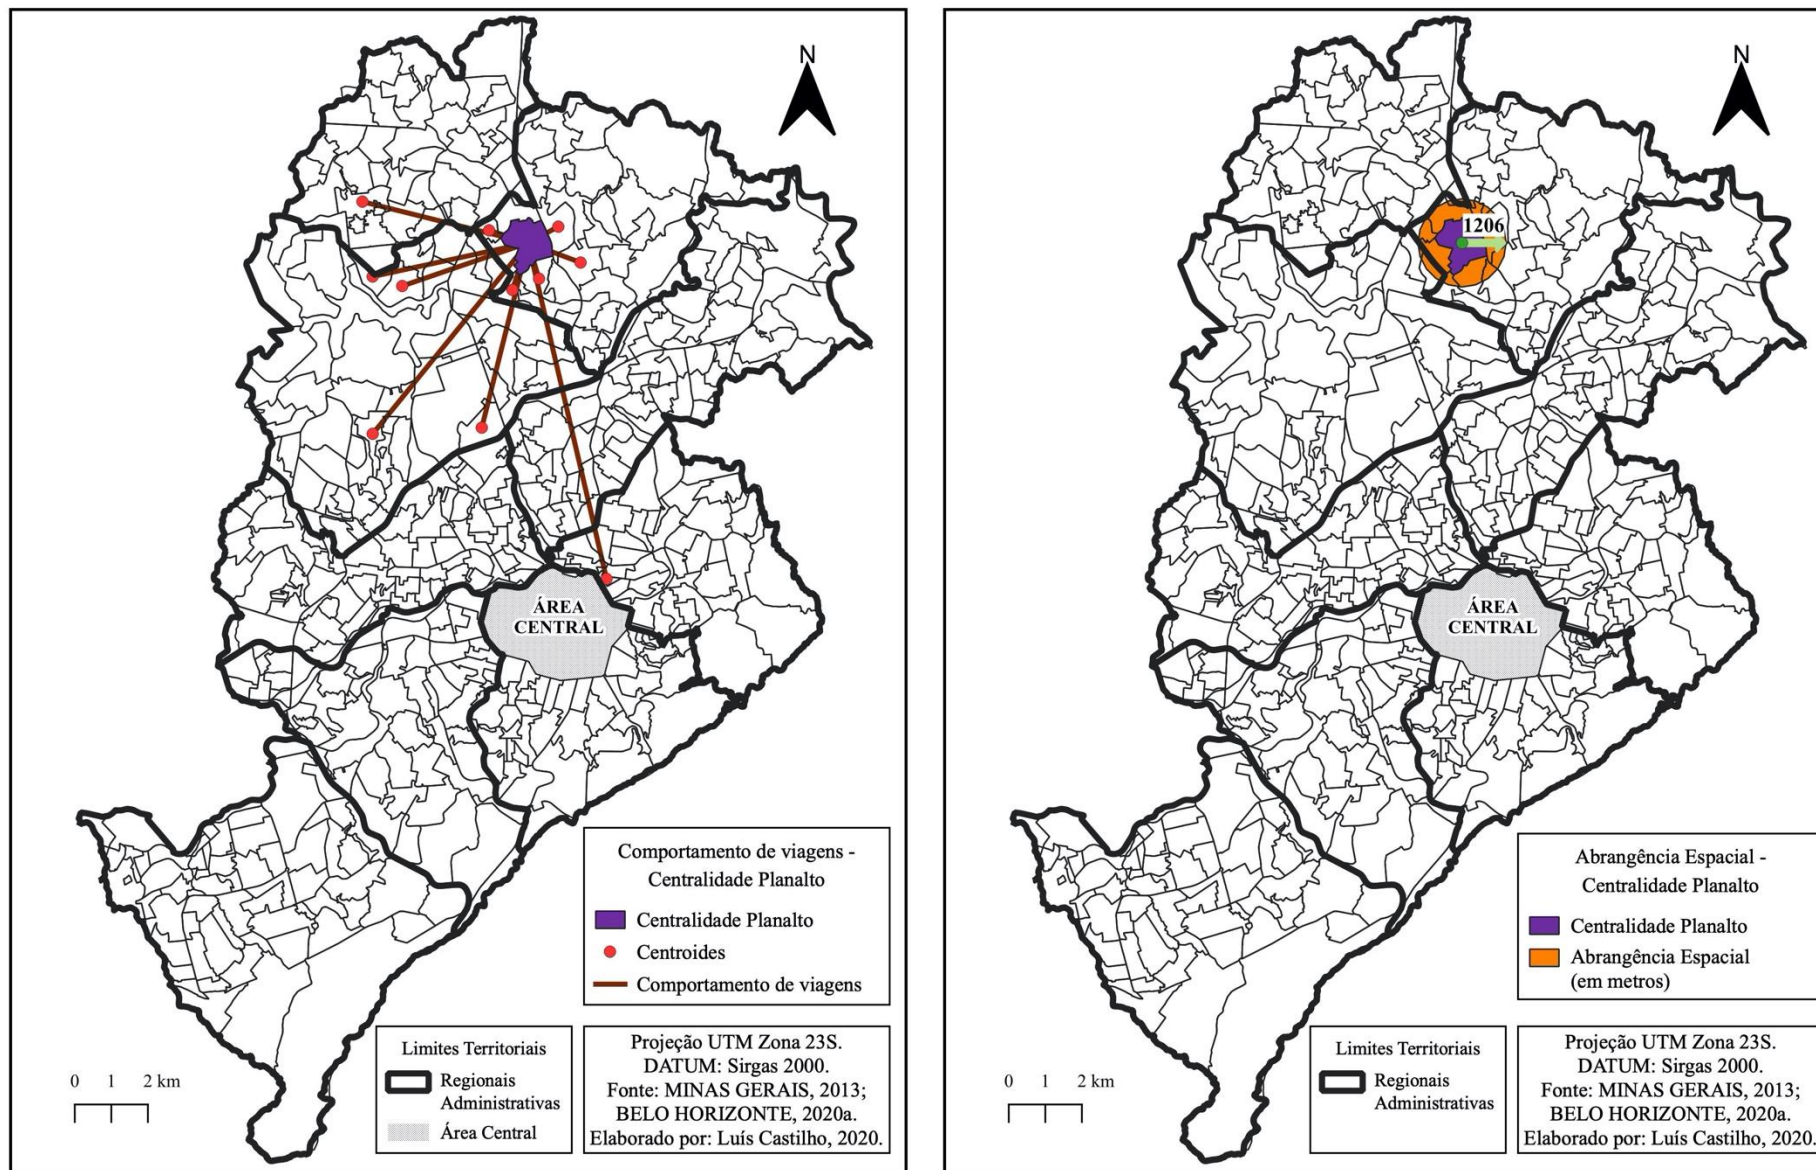 N
ÁREA
CENTRAL
Comportamento de viagens -
Centralidade Planalto
Centralidade Planalto
Centroides
Comportamento de viagens
Limites Territoriais
Regionais
Administrativas
Área Central
0 1 2 km
Projeção UTM Zona 23S.
DATUM: Sirgas 2000.
Fonte: MINAS GERAIS, 2013;
BELO HORIZONTE, 2020a.
Elaborado por: Luís Castilho, 2020.
N
1206
ÁREA
CENTRAL
Abrangência Espacial -
Centralidade Planalto
Centralidade Planalto
Abrangência Espacial
(em metros)
Limites Territoriais
Regionais
Administrativas
0 1 2 km
Projeção UTM Zona 23S.
DATUM: Sirgas 2000.
Fonte: MINAS GERAIS, 2013;
BELO HORIZONTE, 2020a.
Elaborado por: Luís Castilho, 2020.